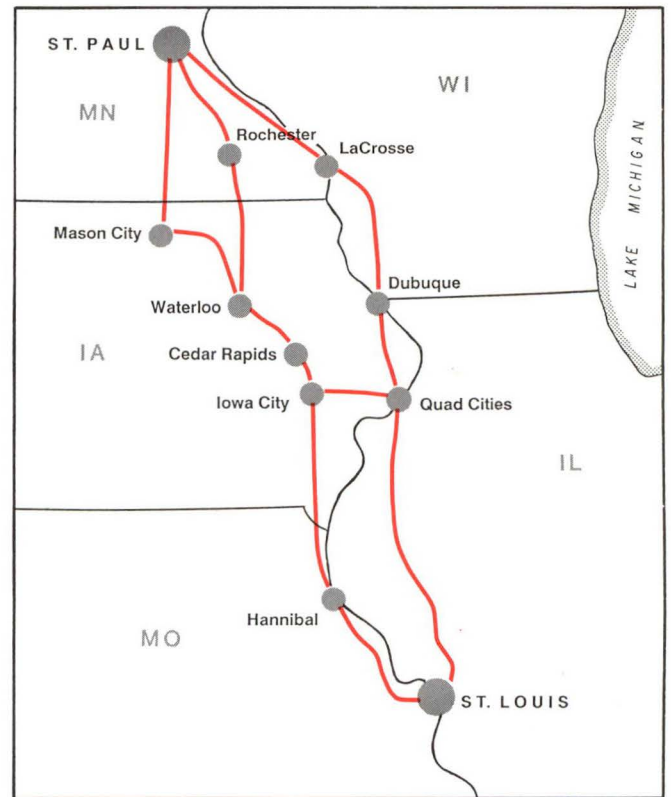 ST. PAUL
WI
MN
Rochester
LaCrosse
LAKE MICHIGAN
Mason City
Dubuque
Waterloo
IA
Cedar Rapids
Iowa City
Quad Cities
IL
Hannibal
MO
ST. LOUIS